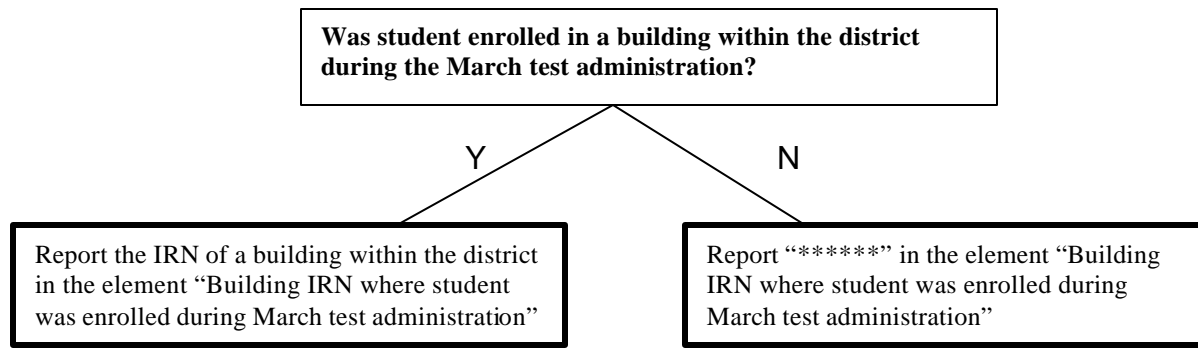 Was student enrolled in a building within the district
during the March test administration?
Y
N
Report the IRN of a building within the district
in the element “Building IRN where student
was enrolled during March test administration”
Report “******” in the element “Building
IRN where student was enrolled during
March test administration”